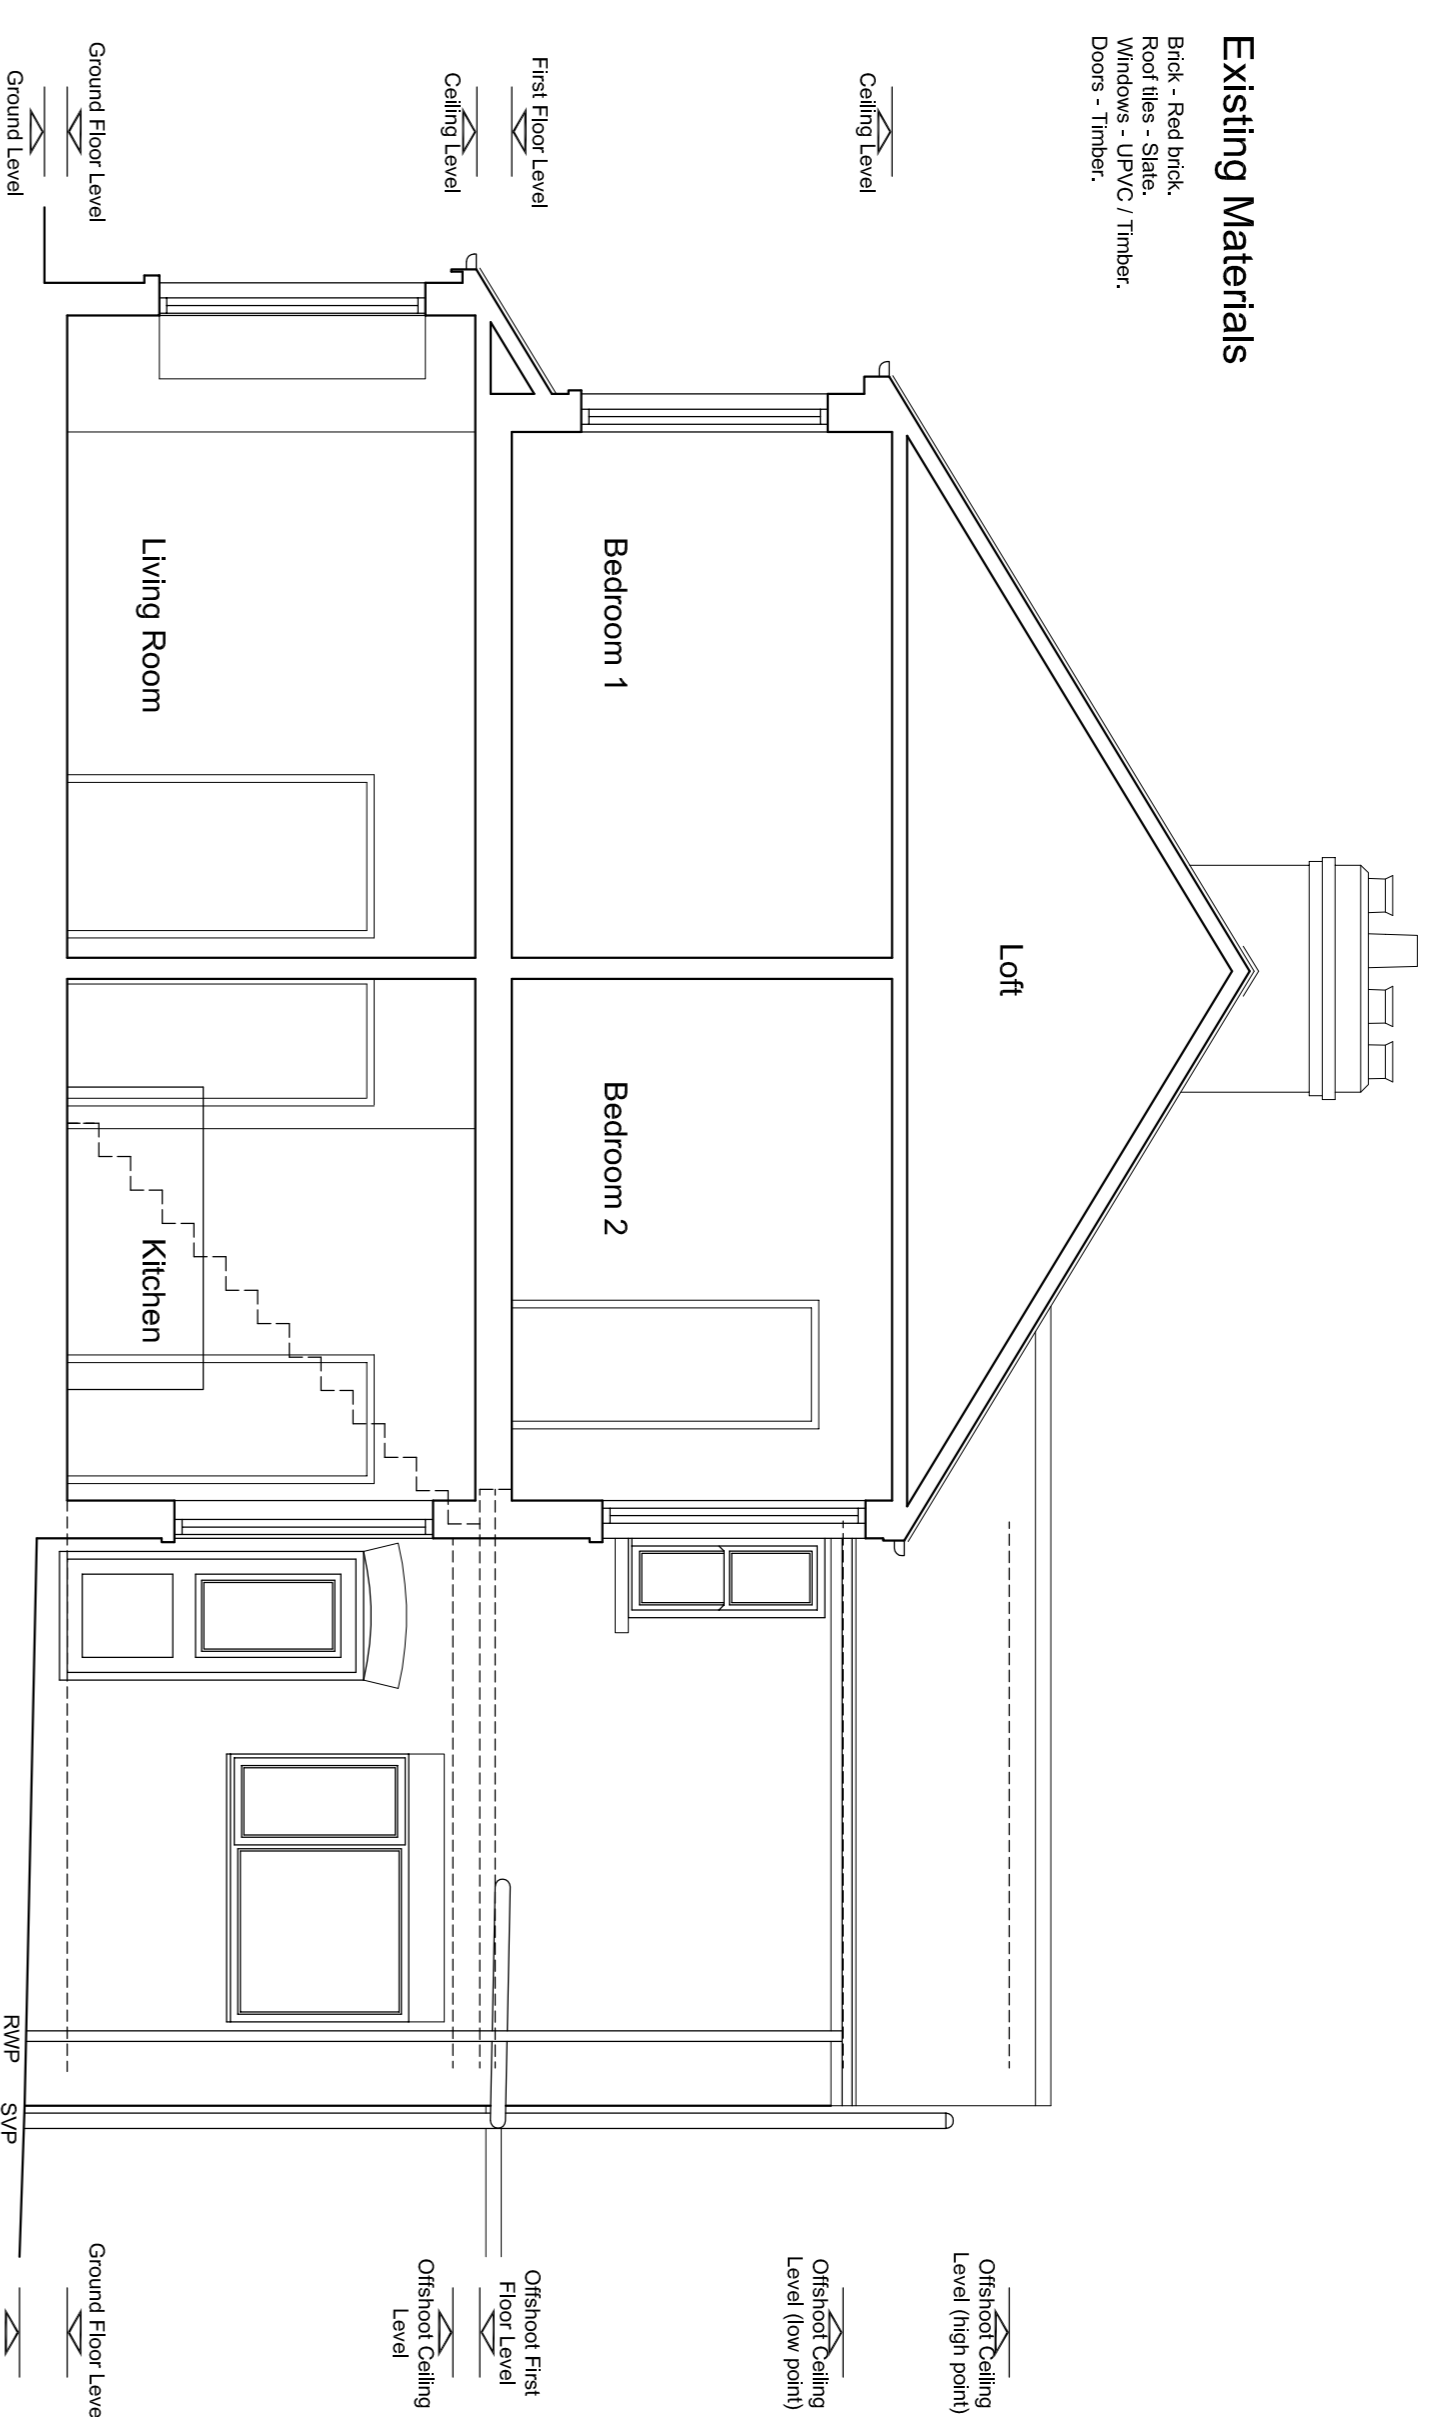 Existing Materials
Brick - Red brick.
Roof tiles - Slate.
Windows - UPVC / Timber.
Doors - Timber.
Ceiling Level
First Floor Level
Ceiling Level
Ground Floor Level
Ground Level
Loft
Bedroom 1
Bedroom 2
Living Room
Kitchen
RWP
SVP
Offshoot Ceiling
Level (high point)
Offshoot Ceiling
Level (low point)
Offshoot First
Floor Level
Offshoot Ceiling
Level
Ground Floor Leve